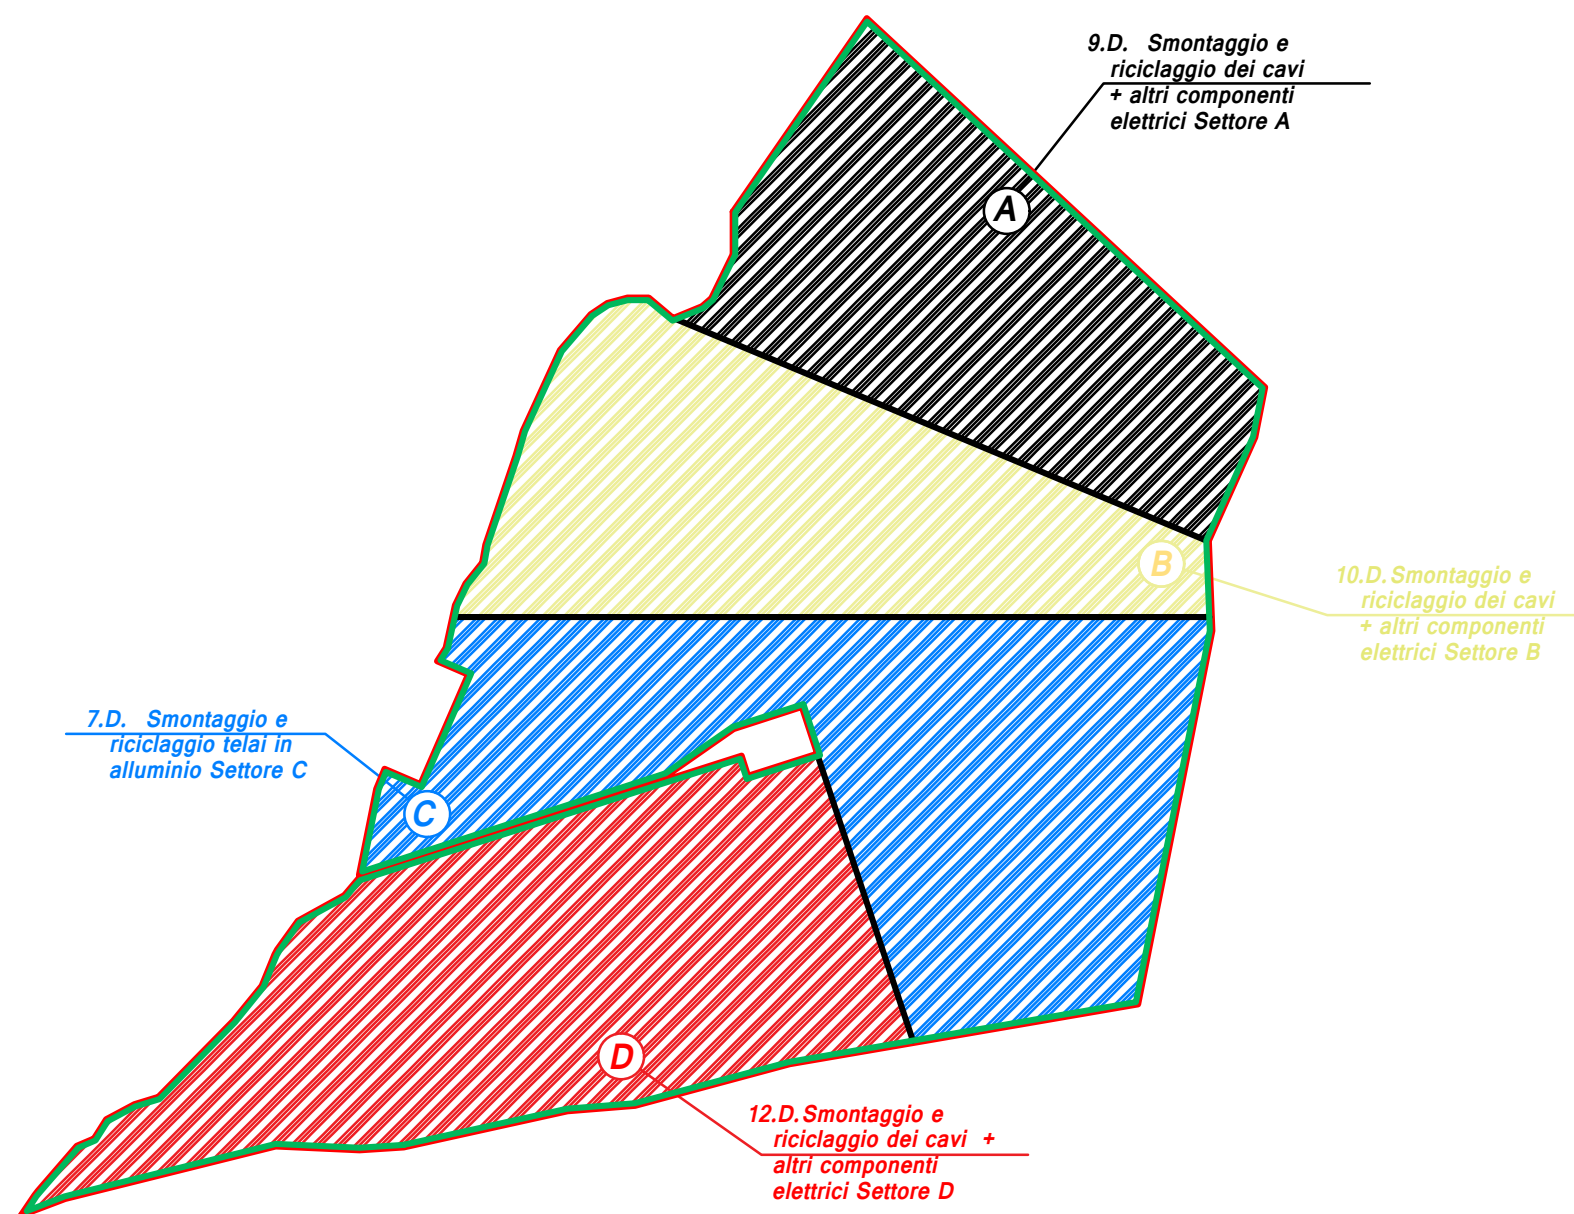 9.D. Smontaggio e
riciclaggio dei cavi
+ altri componenti
elettrici Settore A
A
B
10.D. Smontaggio e
riciclaggio dei cavi
+ altri componenti
elettrici Settore B
7.D. Smontaggio e
riciclaggio telai in
alluminio Settore C
C
D
12.D. Smontaggio e
riciclaggio dei cavi +
altri componenti
elettrici Settore D